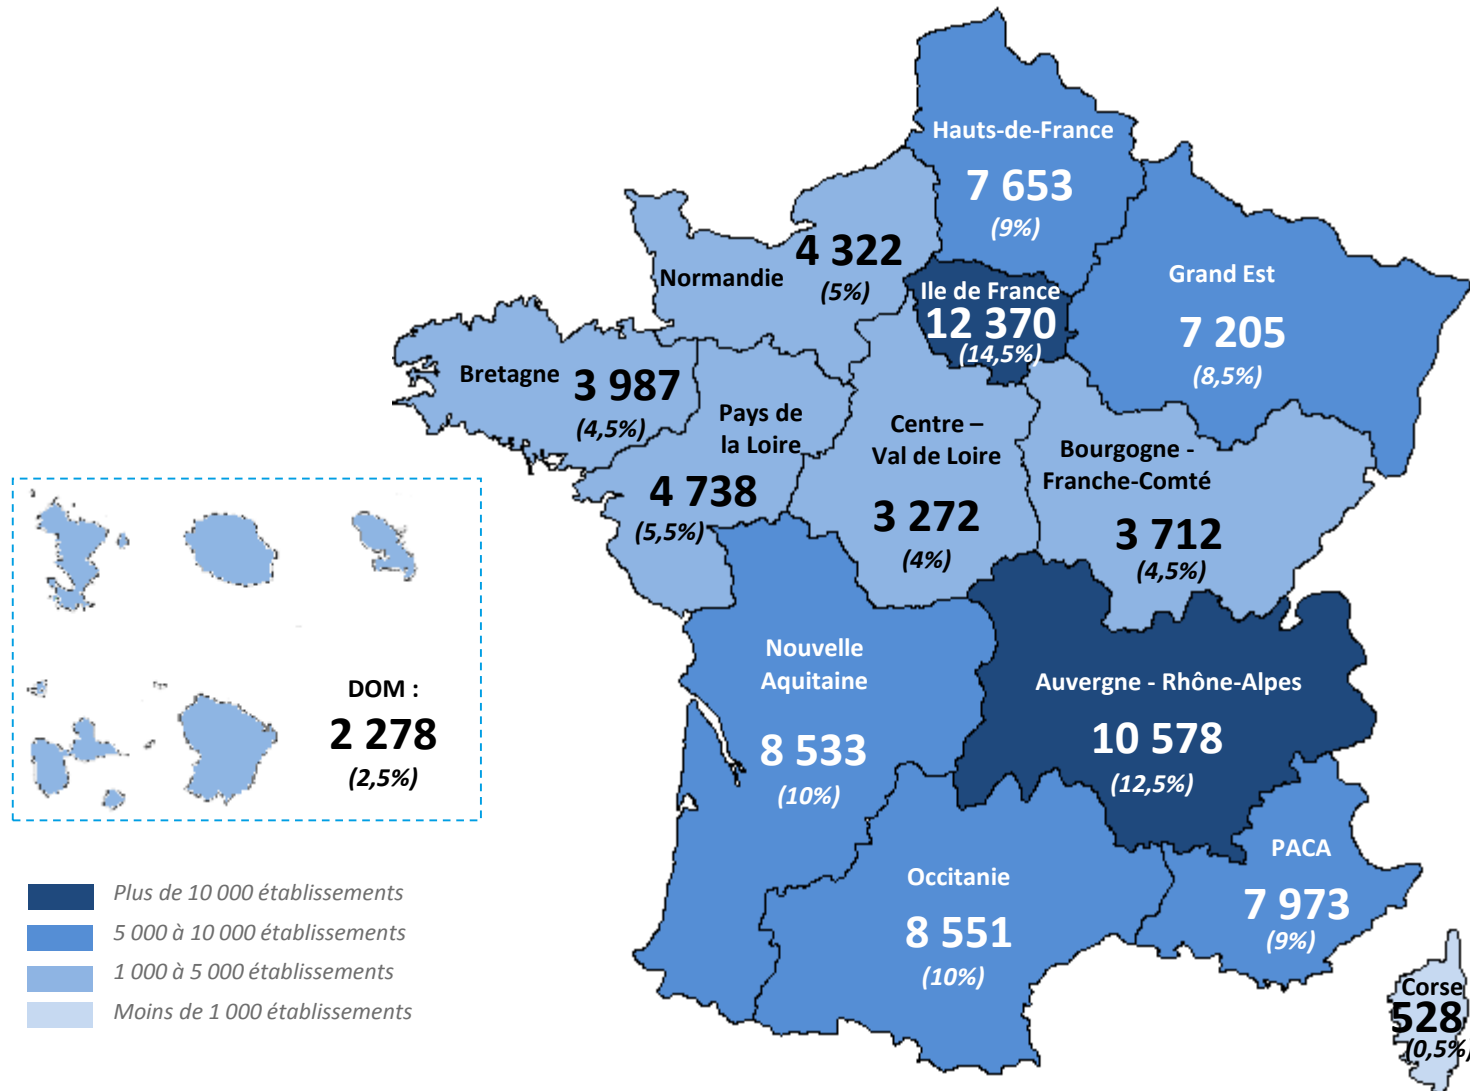 Hauts-de-France
7 653
(9%)
Normandie
4 322
(5%)
Ile de France
12 370
(14,5%)
Grand Est
7 205
(8,5%)
Bretagne
3 987
(4,5%)
Pays de
la Loire
4 738
(5,5%)
Centre –
Val de Loire
3 272
(4%)
Bourgogne -
Franche-Comté
3 712
(4,5%)
DOM :
2 278
(2,5%)
Nouvelle
Aquitaine
8 533
(10%)
Auvergne - Rhône-Alpes
10 578
(12,5%)
Occitanie
8 551
(10%)
PACA
7 973
(9%)
Corse
528
(0,5%)
Plus de 10 000 établissements
5 000 à 10 000 établissements
1 000 à 5 000 établissements
Moins de 1 000 établissements